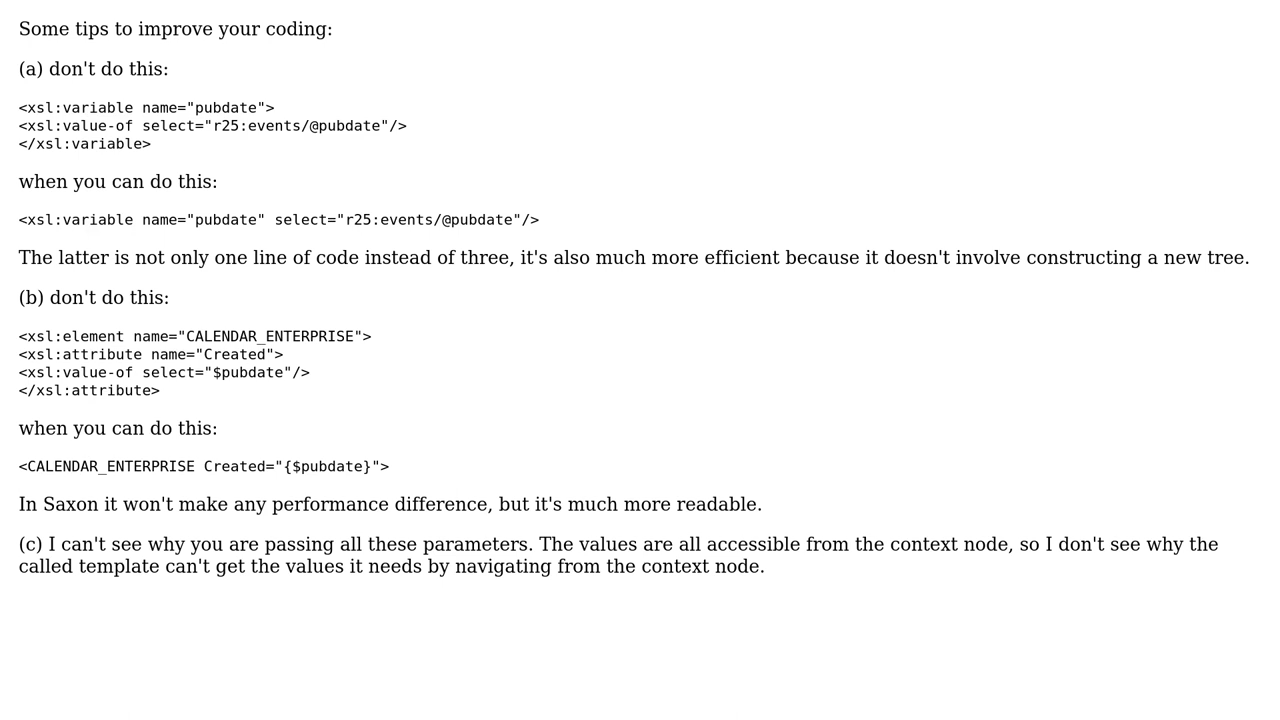 Some tips to improve your coding:
(a) don't do this:
<xsl:variable name="pubdate">
<xsl:value-of select="r25:events/@pubdate"/>
</xsl:variable>
when you can do this:
<xsl:variable name="pubdate" select="r25:events/@pubdate"/>
The latter is not only one line of code instead of three, it's also much more efficient because it doesn't involve constructing a new tree.
(b) don't do this:
<xsl:element name="CALENDAR_ENTERPRISE">
<xsl:attribute name="Created">
<xsl:value-of select="$pubdate"/>
</xsl:attribute>
when you can do this:
<CALENDAR_ENTERPRISE Created="{$pubdate}">
In Saxon it won't make any performance difference, but it's much more readable.
(c) I can't see why you are passing all these parameters. The values are all accessible from the context node, so I don't see why the
called template can't get the values it needs by navigating from the context node.